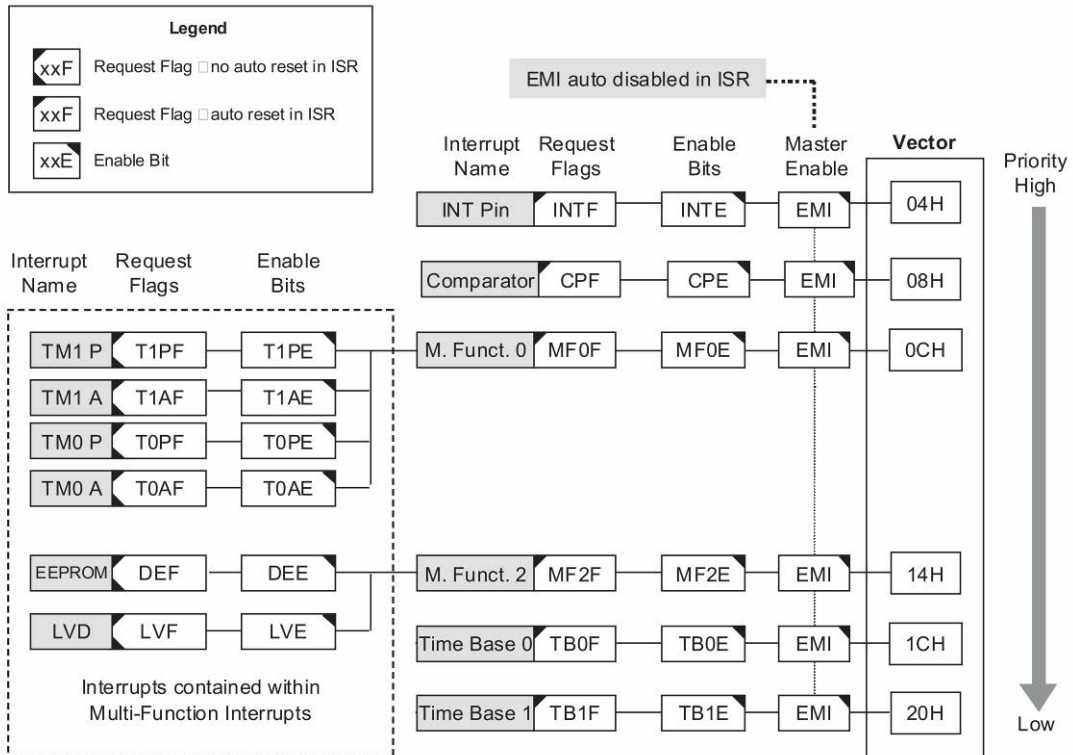 Legend
xxF Request Flag □ no auto reset in ISR
xxF Request Flag □ auto reset in ISR
xxE Enable Bit
EMI auto disabled in ISR
Interrupt Name Request Flags Enable Bits Master Enable Vector
Priority High
INT Pin INTF INTE EMI 04H
Comparator CPF CPE EMI 08H
M. Funct. 0 MF0F MF0E EMI 0CH
M. Funct. 2 MF2F MF2E EMI 14H
Time Base 0 TB0F TB0E EMI 1CH
Time Base 1 TB1F TB1E EMI 20H
Low
Interrupt Name Request Flags Enable Bits
TM1 P T1PF T1PE
TM1 A T1AF T1AE
TM0 P T0PF T0PE
TM0 A T0AF T0AE
EEPROM DEF DEE
LVD LVF LVE
Interrupts contained within
Multi-Function Interrupts